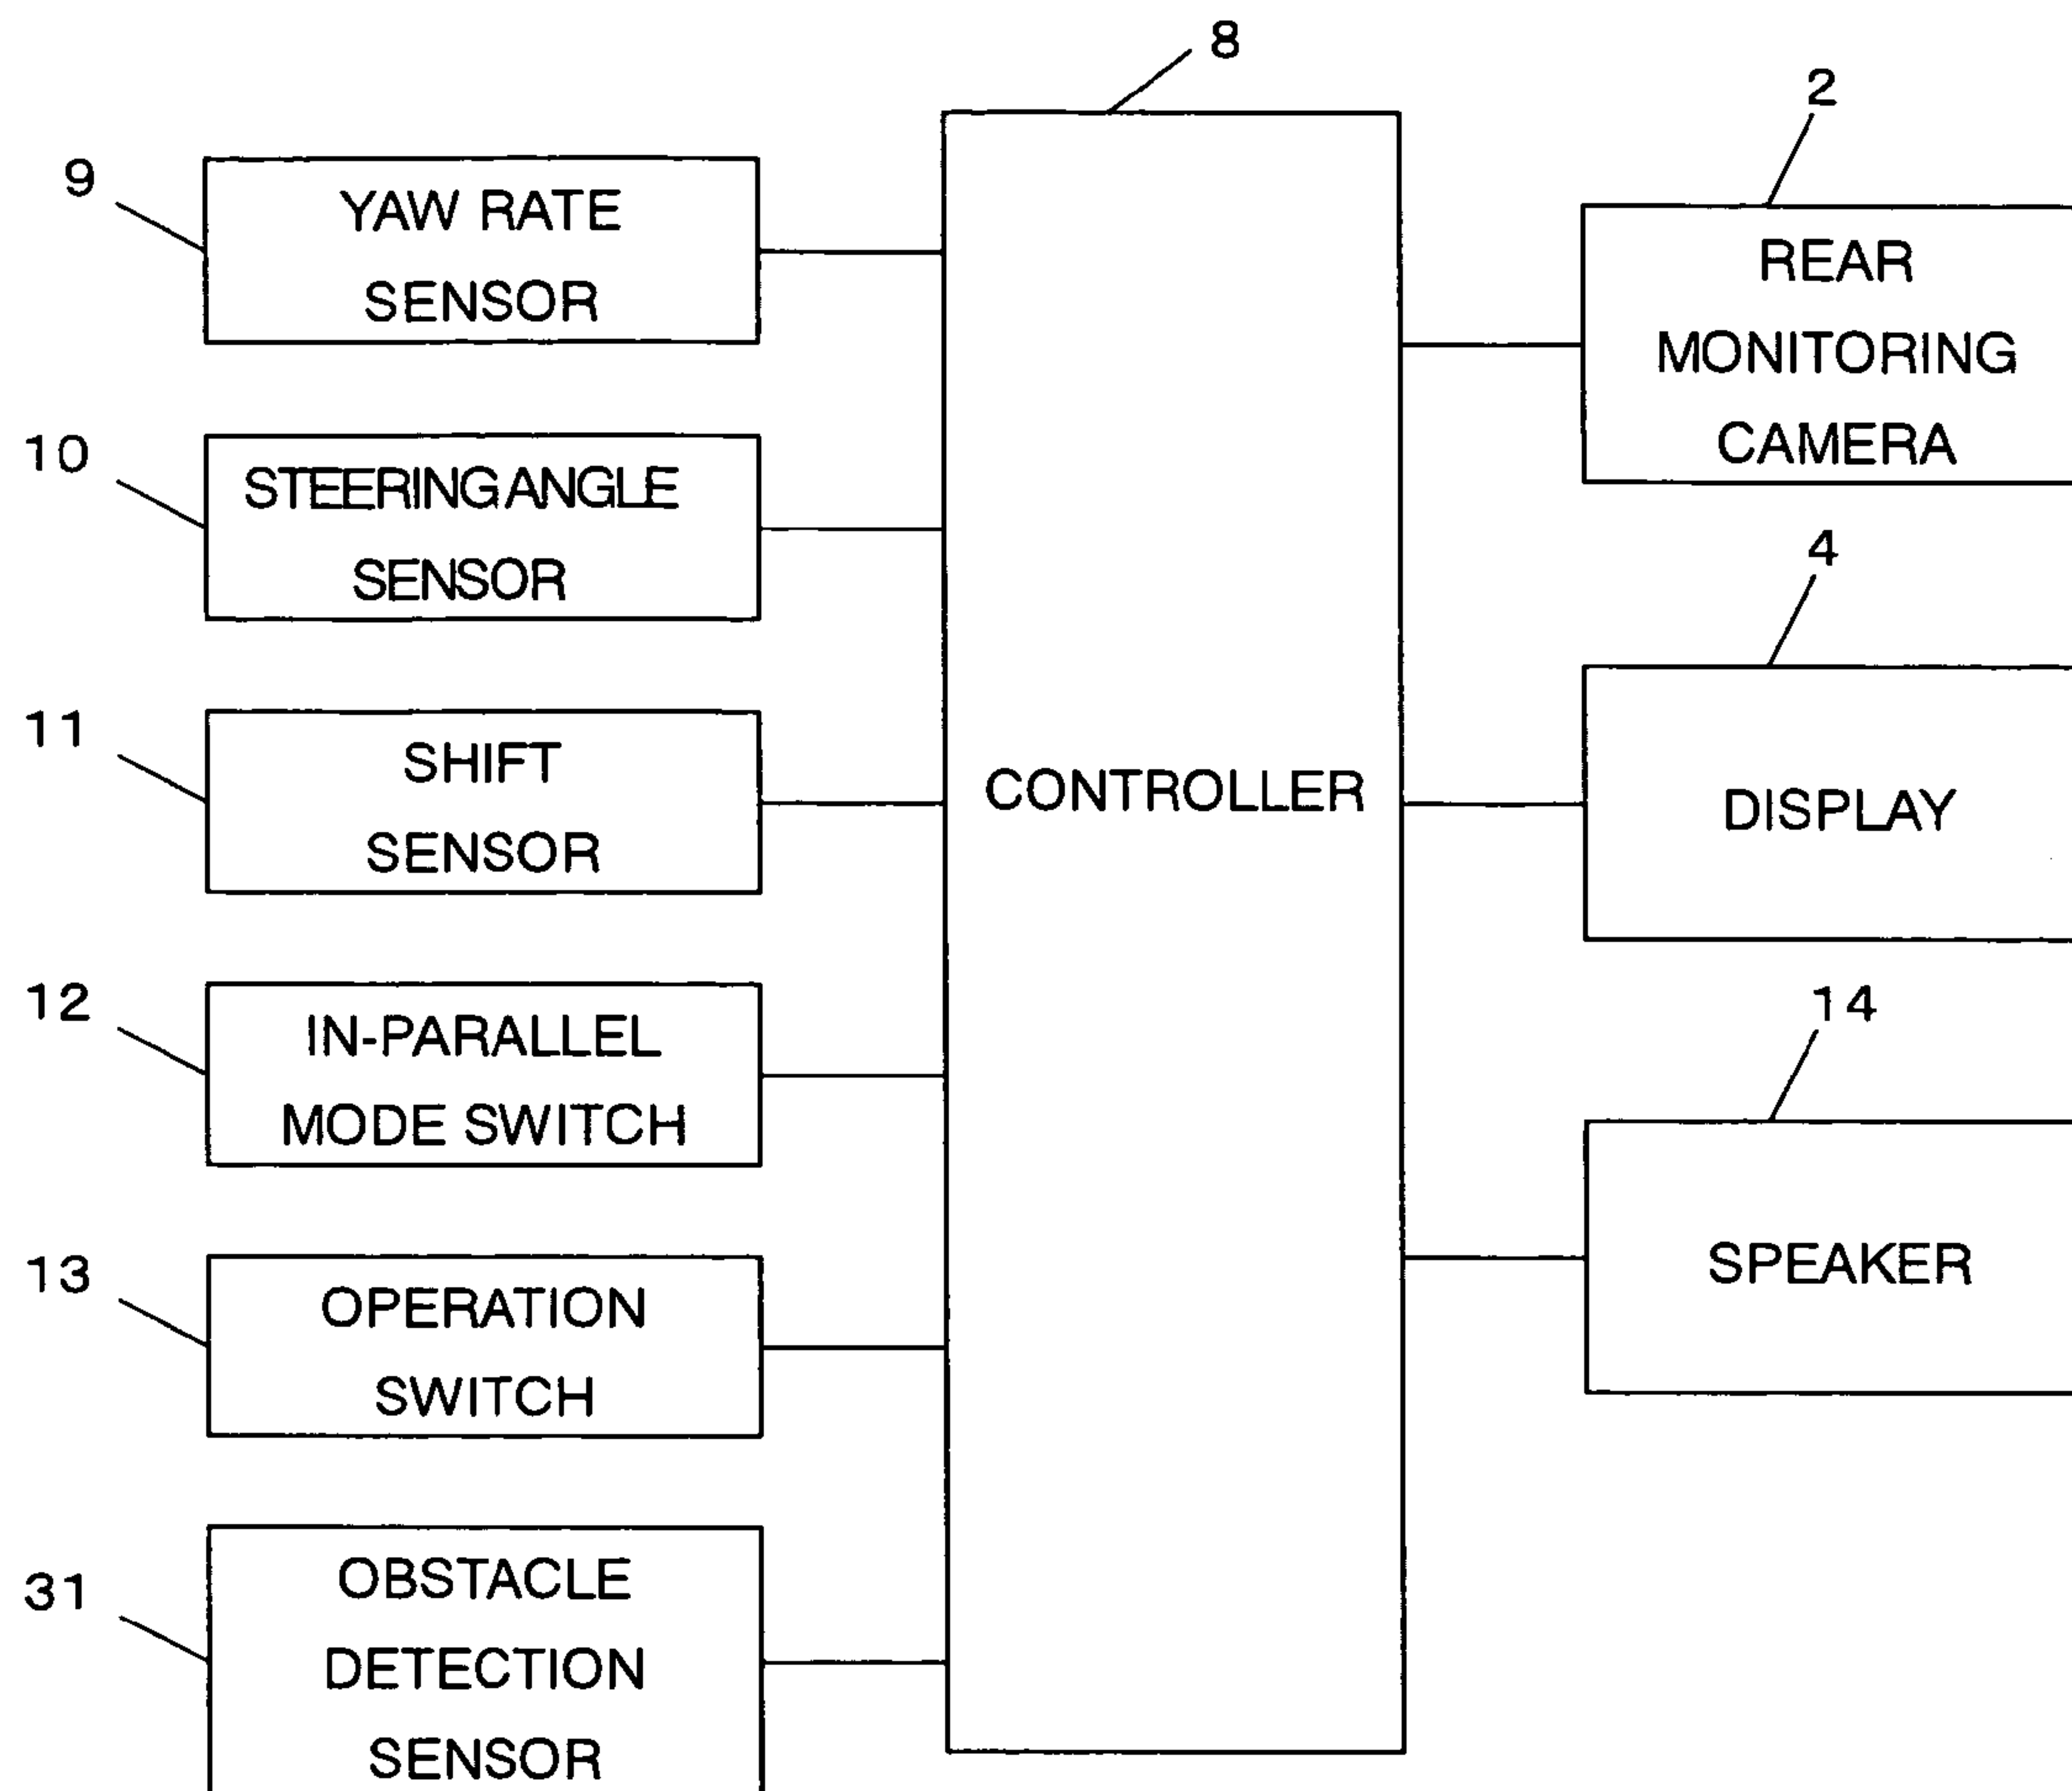 8
9
YAW RATE
SENSOR
10
STEERING ANGLE
SENSOR
11
SHIFT
SENSOR
12
IN-PARALLEL
MODE SWITCH
13
OPERATION
SWITCH
31
OBSTACLE
DETECTION
SENSOR
CONTROLLER
2
REAR
MONITORING
CAMERA
4
DISPLAY
14
SPEAKER